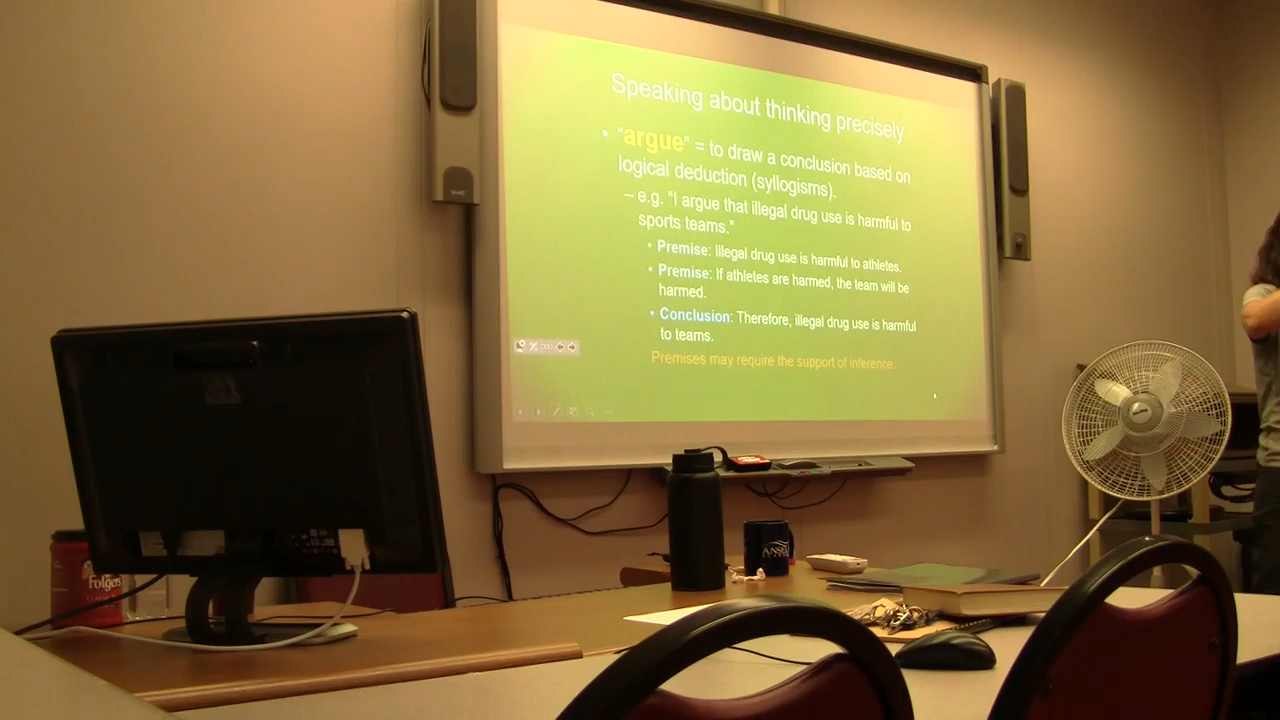 Speaking about thinking precisely
• "argue" = to draw a conclusion based on
logical deduction (syllogisms).
– e.g. "I argue that illegal drug use is harmful to
sports teams."
• Premise: Illegal drug use is harmful to athletes.
• Premise: If athletes are harmed, the team will be
harmed.
• Conclusion: Therefore, illegal drug use is harmful
to teams.
Premises may require the support of inference.
Folgers